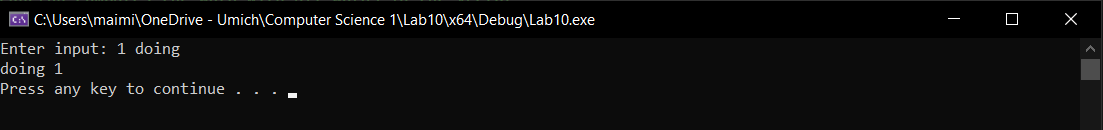 C:\Users\maimi\OneDrive - Umich\Computer Science 1\Lab10\x64\Debug\Lab10.exe
Enter input: 1 doing
doing 1
Press any key to continue . . .